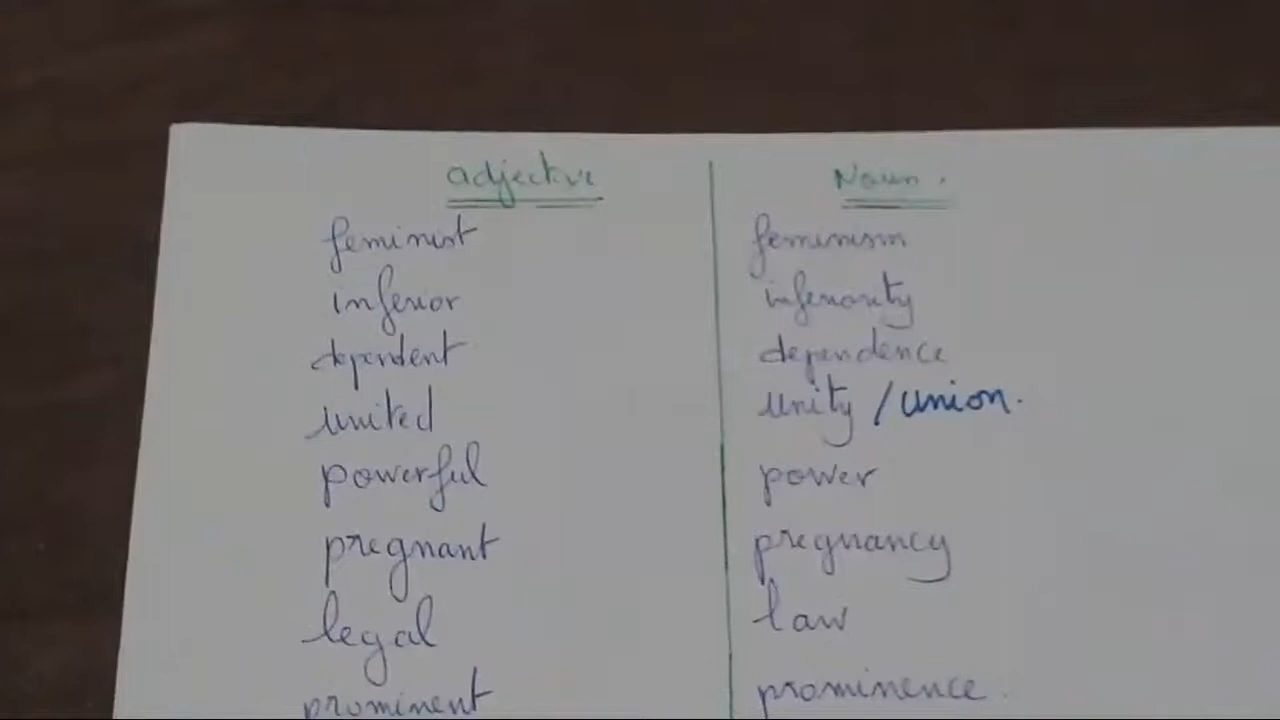 adjective Noun.
feminist feminism
inferior inferiority
dependent dependence
united unity / union.
powerful power
pregnant pregnancy
legal law
prominent prominence.